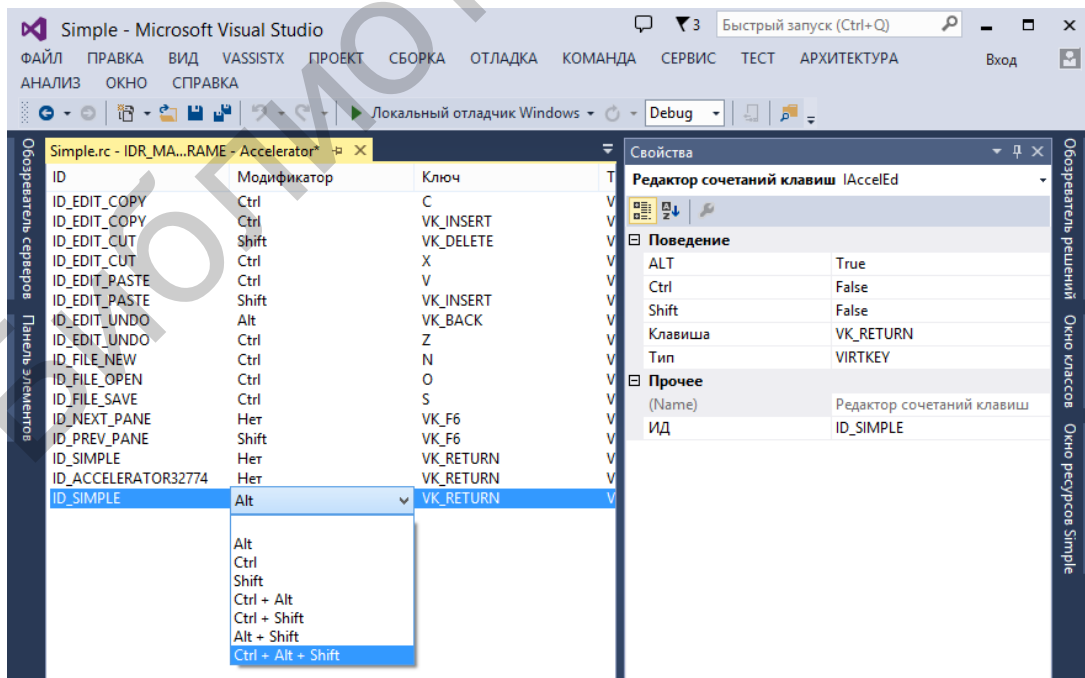 Simple - Microsoft Visual Studio
3
Быстрый запуск (Ctrl+Q)
ФАЙЛ ПРАВКА ВИД VASSISTX ПРОЕКТ СБОРКА ОТЛАДКА КОМАНДА СЕРВИС ТЕСТ АРХИТЕКТУРА Вход
АНАЛИЗ ОКНО СПРАВКА
Локальный отладчик Windows Debug
Обозреватель серверов
Панель элементов
Simple.rc - IDR_MA...RAME - Accelerator*
ID Модификатор Ключ Т
ID_EDIT_COPY Ctrl C V
ID_EDIT_COPY Ctrl VK_INSERT V
ID_EDIT_CUT Shift VK_DELETE V
ID_EDIT_CUT Ctrl X V
ID_EDIT_PASTE Ctrl V V
ID_EDIT_PASTE Shift VK_INSERT V
ID_EDIT_UNDO Alt VK_BACK V
ID_EDIT_UNDO Ctrl Z V
ID_FILE_NEW Ctrl N V
ID_FILE_OPEN Ctrl O V
ID_FILE_SAVE Ctrl S V
ID_NEXT_PANE Нет VK_F6 V
ID_PREV_PANE Shift VK_F6 V
ID_SIMPLE Нет VK_RETURN V
ID_ACCELERATOR32774 Нет VK_RETURN V
ID_SIMPLE Alt VK_RETURN V
Alt
Ctrl
Shift
Ctrl + Alt
Ctrl + Shift
Alt + Shift
Ctrl + Alt + Shift
Свойства
Редактор сочетаний клавиш IAccelEd
Поведение
ALT True
Ctrl False
Shift False
Клавиша VK_RETURN
Тип VIRTKEY
Прочее
(Name) Редактор сочетаний клавиш
ИД ID_SIMPLE
Обозреватель решений
Окно классов
Окно ресурсов Simple